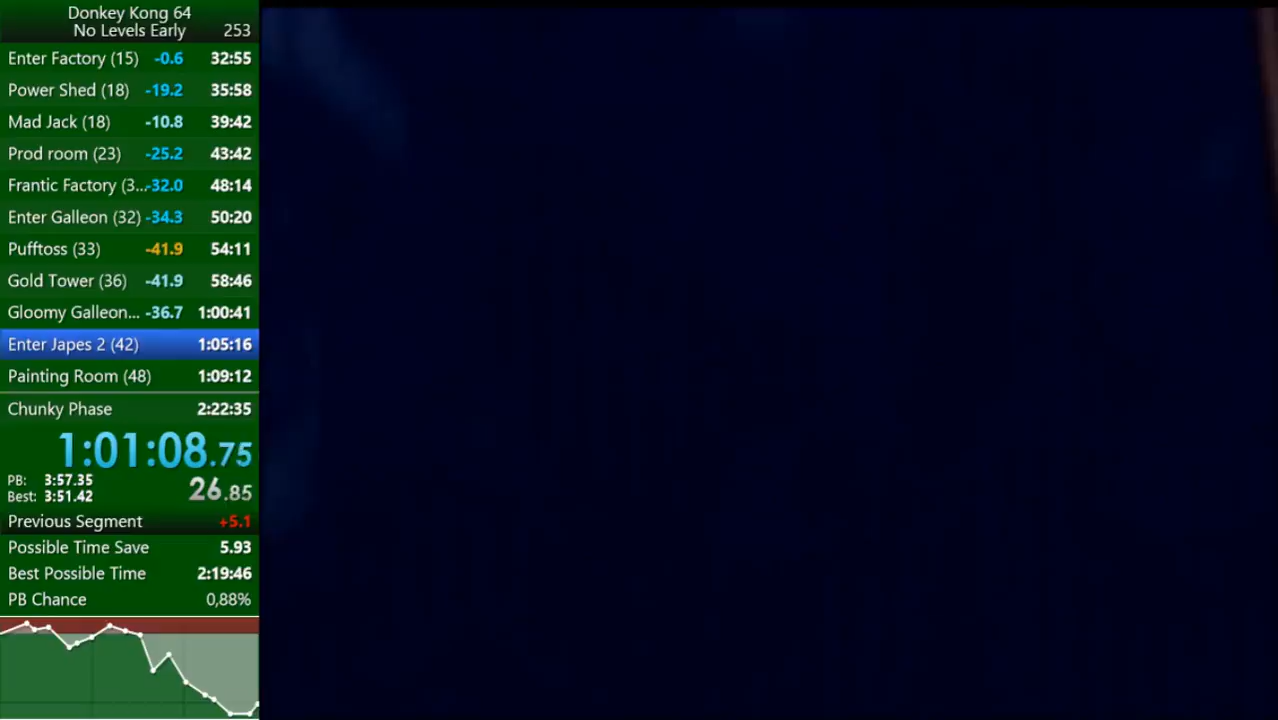 Donkey Kong 64
No Levels Early 253
Enter Factory (15) -0.6 32:55
Power Shed (18) -19.2 35:58
Mad Jack (18) -10.8 39:42
Prod room (23) -25.2 43:42
Frantic Factory (3... -32.0 48:14
Enter Galleon (32) -34.3 50:20
Pufftoss (33) -41.9 54:11
Gold Tower (36) -41.9 58:46
Gloomy Galleon... -36.7 1:00:41
Enter Japes 2 (42) 1:05:16
Painting Room (48) 1:09:12
Chunky Phase 2:22:35
1:01:08.75
PB: 3:57.35
Best: 3:51.42
26.85
Previous Segment +5.1
Possible Time Save 5.93
Best Possible Time 2:19:46
PB Chance 0,88%